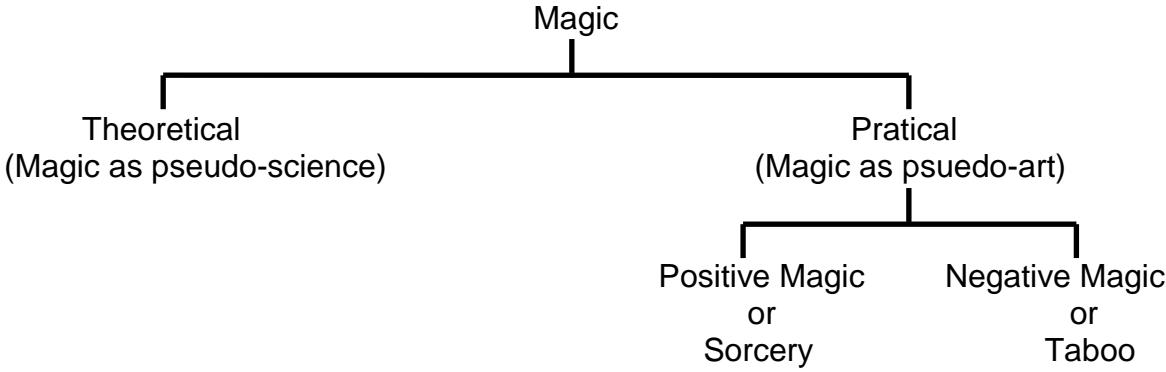 Magic
Theoretical
(Magic as pseudo-science)
Pratical
(Magic as psuedo-art)
Positive Magic
or
Sorcery
Negative Magic
or
Taboo